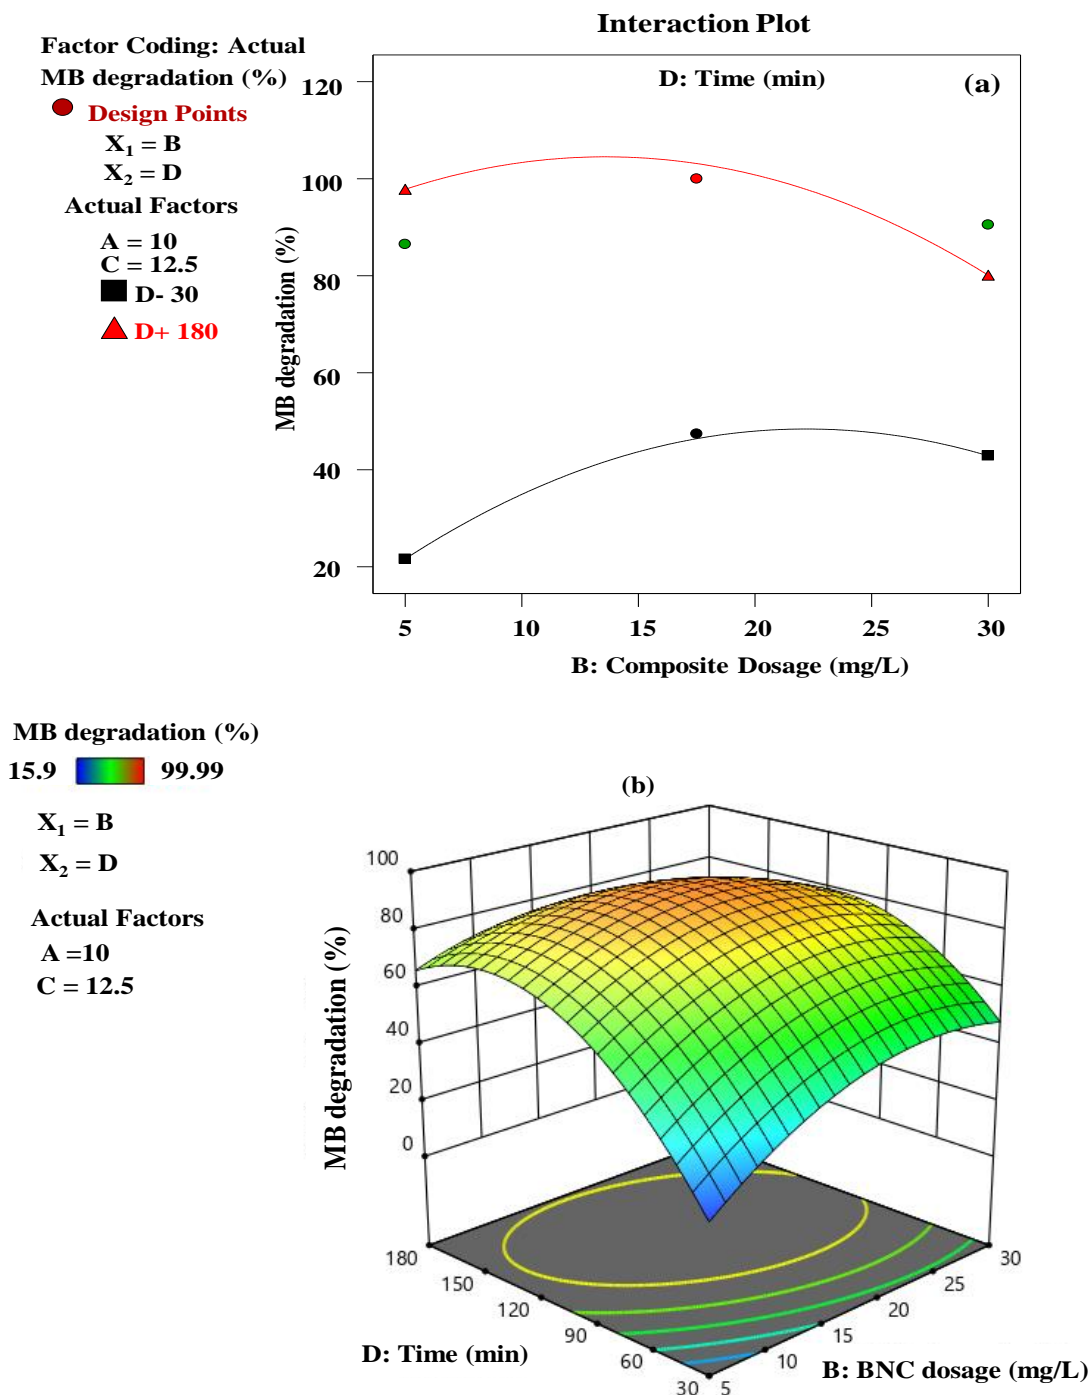 Interaction Plot
Factor Coding: Actual
MB degradation (%)
Design Points
X1 = B
X2 = D
Actual Factors
A = 10
C = 12.5
D- 30
D+ 180
D: Time (min)
(a)
MB degradation (%)
120
100
80
60
40
20
5 10 15 20 25 30
B: Composite Dosage (mg/L)
MB degradation (%)
15.9 99.99
X1 = B
X2 = D
Actual Factors
A =10
C = 12.5
(b)
MB degradation (%)
100
80
60
40
20
0
180
150
120
90
60
30
D: Time (min)
5
10
15
20
25
30
B: BNC dosage (mg/L)